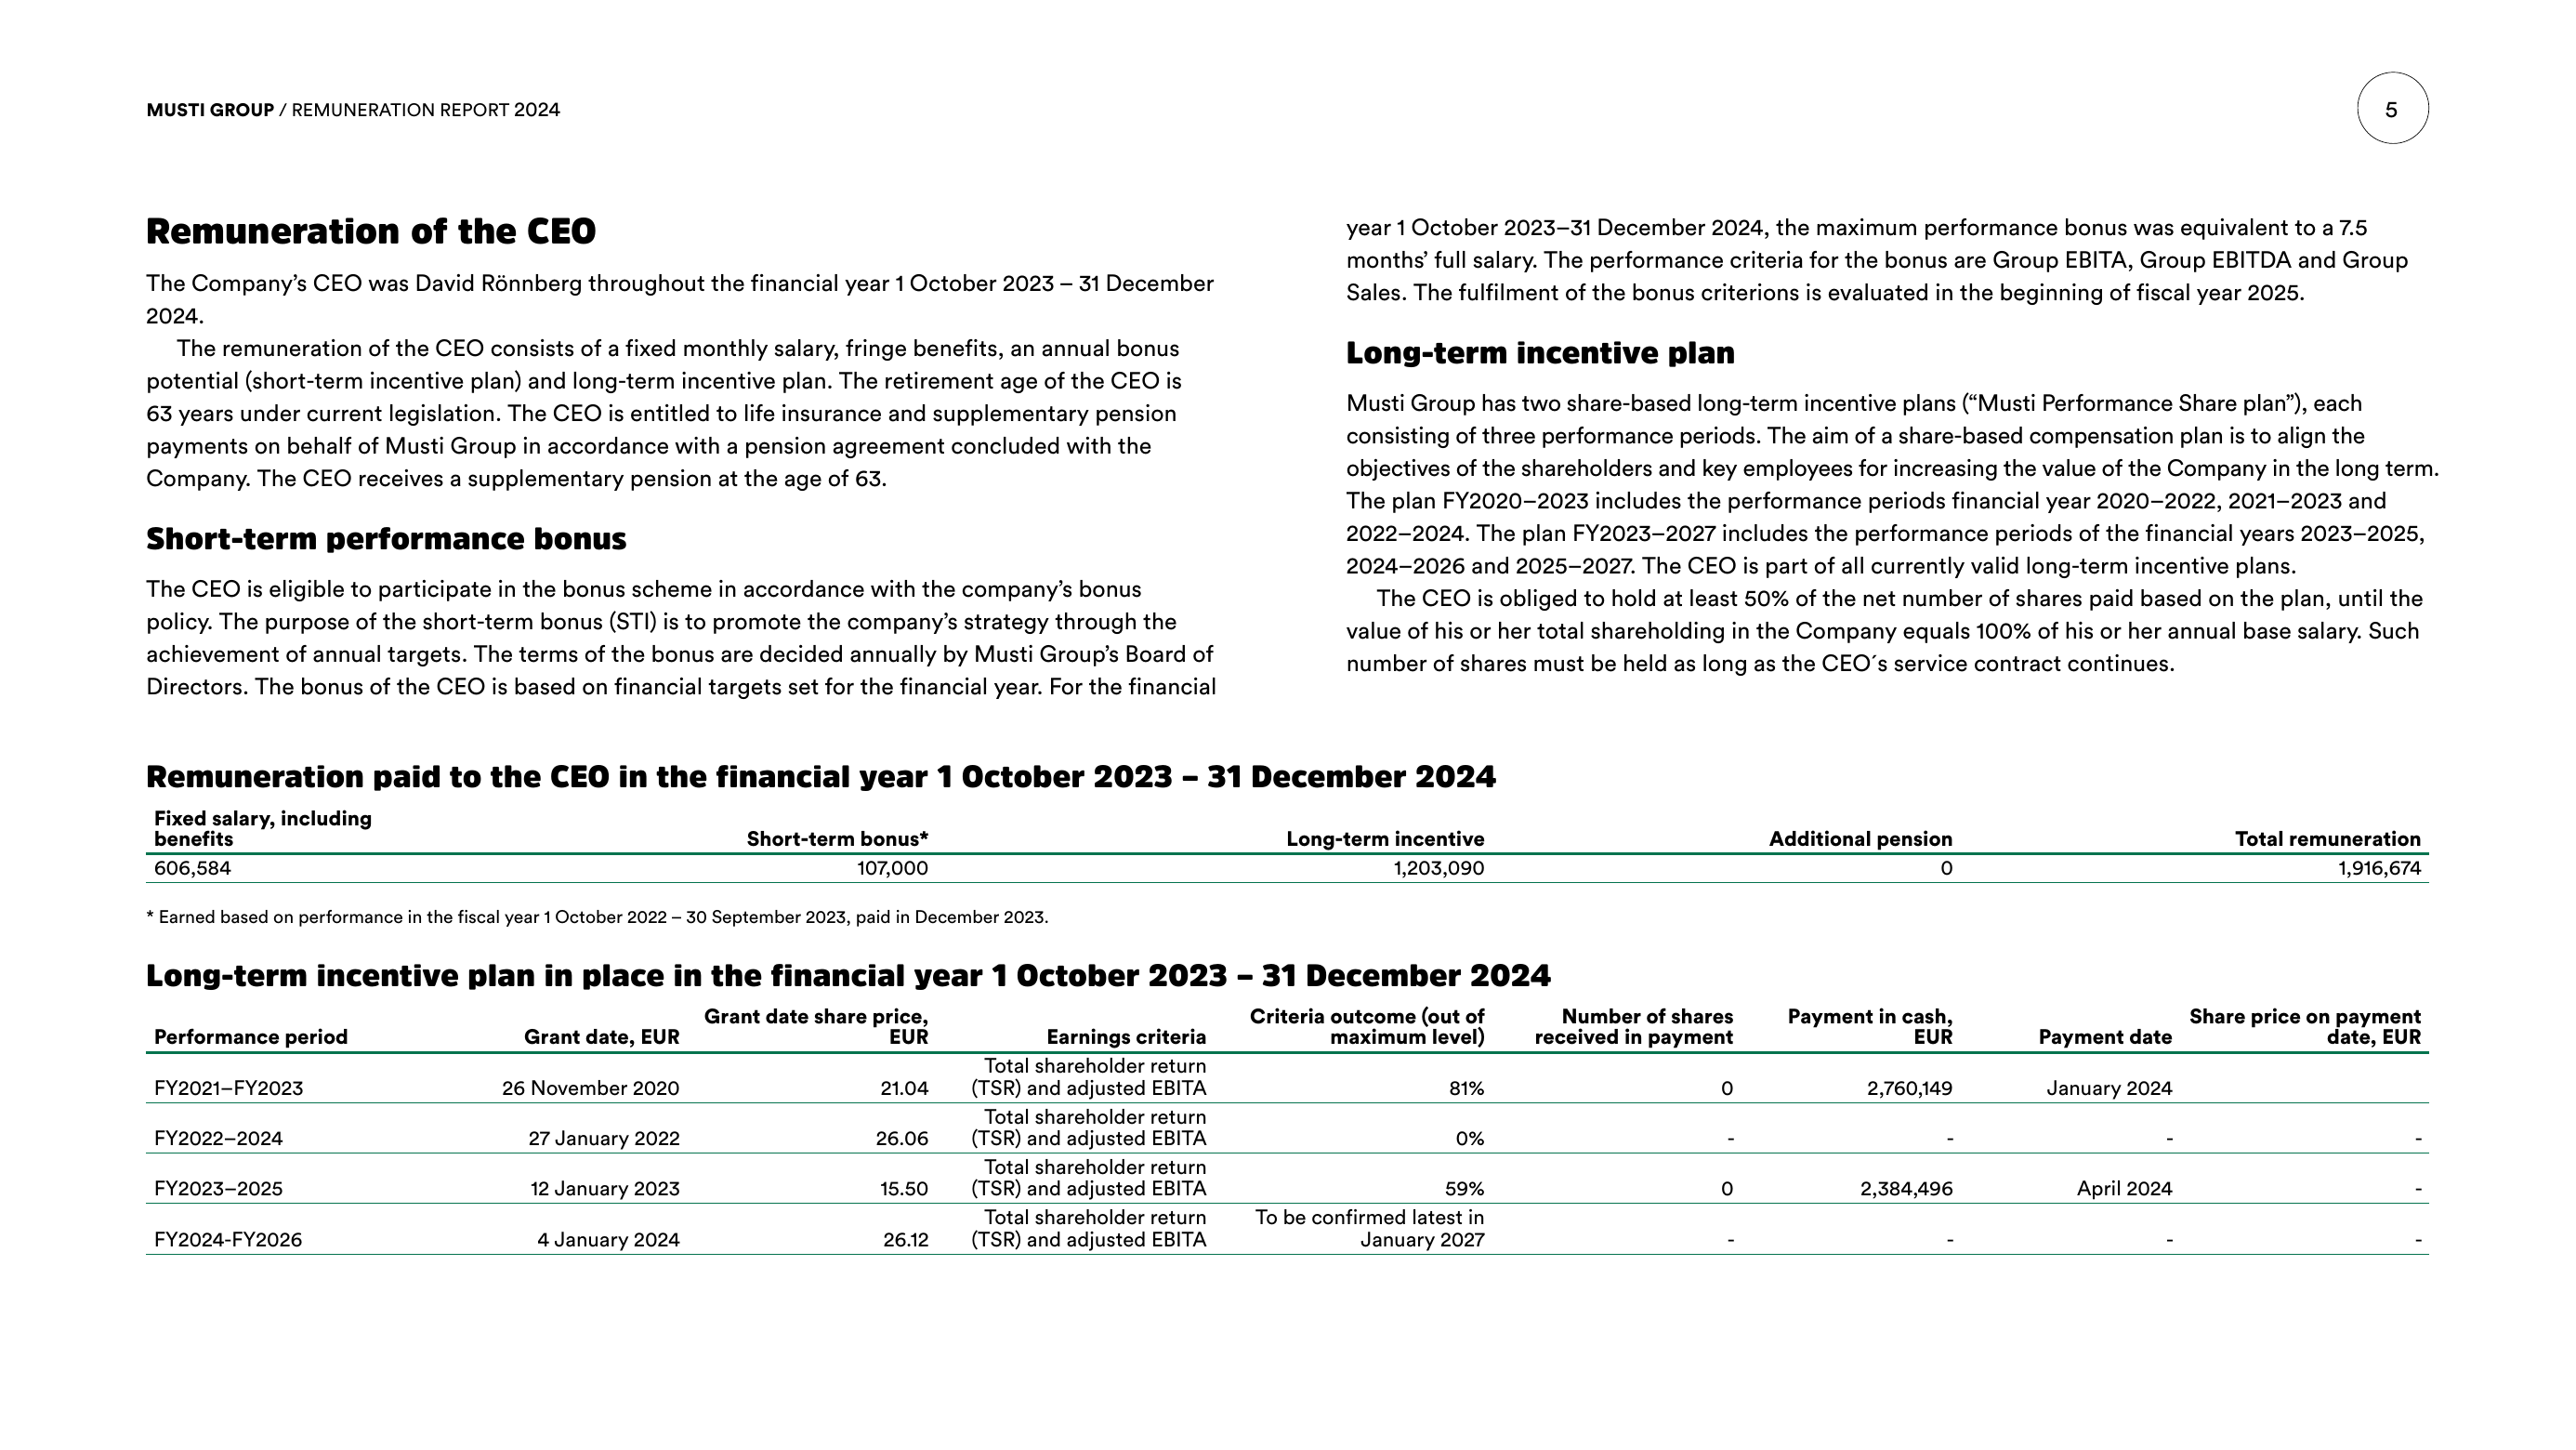 MUSTI GROUP / REMUNERATION REPORT 2024
5
Remuneration of the CEO
The Company’s CEO was David Rönnberg throughout the financial year 1 October 2023 – 31 December
2024.
The remuneration of the CEO consists of a fixed monthly salary, fringe benefits, an annual bonus
potential (short-term incentive plan) and long-term incentive plan. The retirement age of the CEO is
63 years under current legislation. The CEO is entitled to life insurance and supplementary pension
payments on behalf of Musti Group in accordance with a pension agreement concluded with the
Company. The CEO receives a supplementary pension at the age of 63.
Short-term performance bonus
The CEO is eligible to participate in the bonus scheme in accordance with the company’s bonus
policy. The purpose of the short-term bonus (STI) is to promote the company’s strategy through the
achievement of annual targets. The terms of the bonus are decided annually by Musti Group’s Board of
Directors. The bonus of the CEO is based on financial targets set for the financial year. For the financial
year 1 October 2023–31 December 2024, the maximum performance bonus was equivalent to a 7.5
months’ full salary. The performance criteria for the bonus are Group EBITA, Group EBITDA and Group
Sales. The fulfilment of the bonus criterions is evaluated in the beginning of fiscal year 2025.
Long-term incentive plan
Musti Group has two share-based long-term incentive plans (“Musti Performance Share plan”), each
consisting of three performance periods. The aim of a share-based compensation plan is to align the
objectives of the shareholders and key employees for increasing the value of the Company in the long term.
The plan FY2020–2023 includes the performance periods financial year 2020–2022, 2021–2023 and
2022–2024. The plan FY2023–2027 includes the performance periods of the financial years 2023–2025,
2024–2026 and 2025–2027. The CEO is part of all currently valid long-term incentive plans.
The CEO is obliged to hold at least 50% of the net number of shares paid based on the plan, until the
value of his or her total shareholding in the Company equals 100% of his or her annual base salary. Such
number of shares must be held as long as the CEO´s service contract continues.
Remuneration paid to the CEO in the financial year 1 October 2023 – 31 December 2024
Fixed salary, including
benefits Short-term bonus* Long-term incentive Additional pension Total remuneration
606,584 107,000 1,203,090 0 1,916,674
* Earned based on performance in the fiscal year 1 October 2022 – 30 September 2023, paid in December 2023.
Long-term incentive plan in place in the financial year 1 October 2023 – 31 December 2024
Grant date share price, Criteria outcome (out of Number of shares Payment in cash, Share price on payment
Performance period Grant date, EUR EUR Earnings criteria maximum level) received in payment EUR Payment date date, EUR
Total shareholder return
FY2021–FY2023 26 November 2020 21.04 (TSR) and adjusted EBITA 81% 0 2,760,149 January 2024
Total shareholder return
FY2022–2024 27 January 2022 26.06 (TSR) and adjusted EBITA 0% - - - -
Total shareholder return
FY2023–2025 12 January 2023 15.50 (TSR) and adjusted EBITA 59% 0 2,384,496 April 2024 -
Total shareholder return To be confirmed latest in
FY2024-FY2026 4 January 2024 26.12 (TSR) and adjusted EBITA January 2027 - - - -